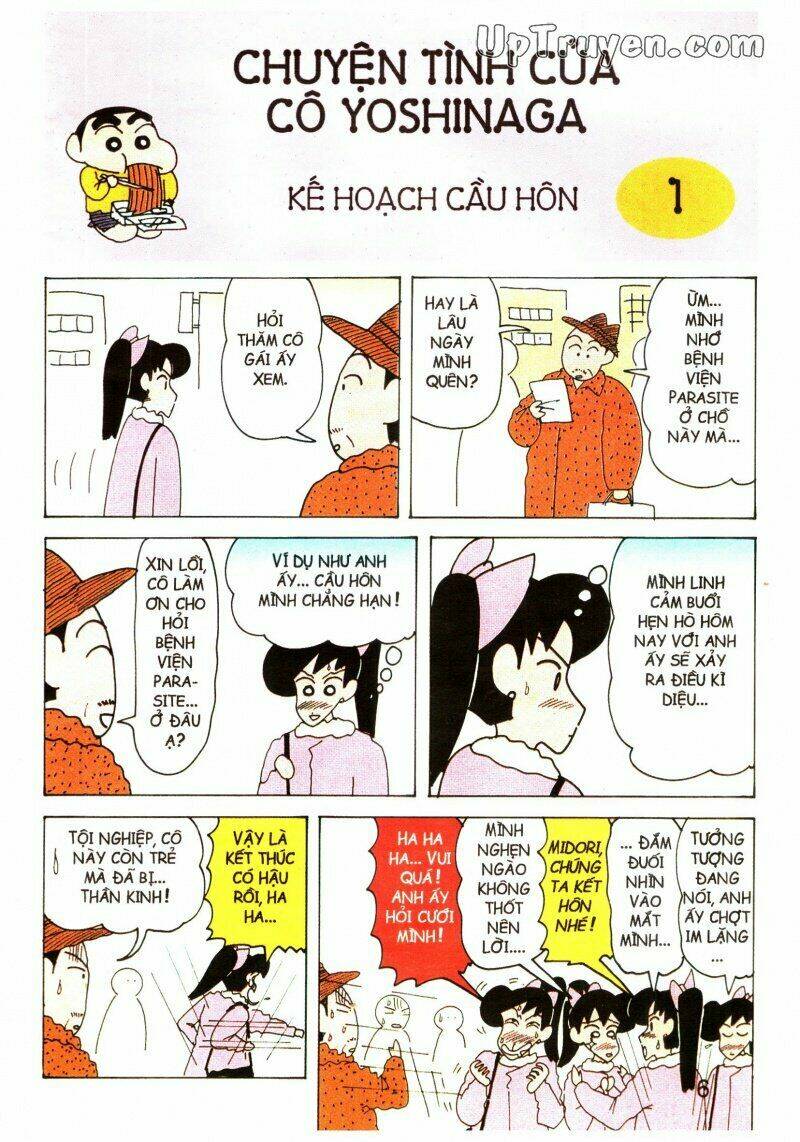 UpTruyen.com
CHUYỆN TÌNH CỦA
CÔ YOSHINAGA
KẾ HOẠCH CẦU HÔN
1
ỪM...
MÌNH
NHỚ
BỆNH
VIỆN
PARASITE
Ở CHỖ
NÀY MÀ...
HAY LÀ
LÂU
NGÀY
MÌNH
QUÊN?
HỎI
THĂM CÔ
GÁI ẤY
XEM.
MÌNH LINH
CẢM BUỔI
HẸN HÒ HÔM
NAY VỚI ANH
ẤY SẼ XẢY
RA ĐIỀU KÌ
DIỆU...
VÍ DỤ NHƯ ANH
ẤY... CẦU HÔN
MÌNH CHẲNG HẠN!
XIN LỖI,
CÔ LÀM
ƠN CHO
HỎI
BỆNH
VIỆN
PARA-
SITE...
Ở ĐÂU
Ạ?
TƯỞNG
TƯỢNG
ĐANG
NÓI, ANH
ẤY CHỢT
IM LẶNG
...
... ĐẮM
ĐUỐI
NHÌN
VÀO
MẮT
MÌNH...
MIDORI,
CHÚNG
TA KẾT
HÔN
NHÉ!
MÌNH
NGHẸN
NGÀO
KHÔNG
THỐT
NÊN
LỜI....
HA HA
HA... VUI
QUÁ!
ANH ẤY
HỎI CƯỚI
MÌNH!
VẬY LÀ
KẾT THÚC
CÓ HẬU
RỒI, HA
HA...
TỘI NGHIỆP, CÔ
NÀY CÒN TRẺ
MÀ ĐÃ BỊ...
THẦN KINH!
6